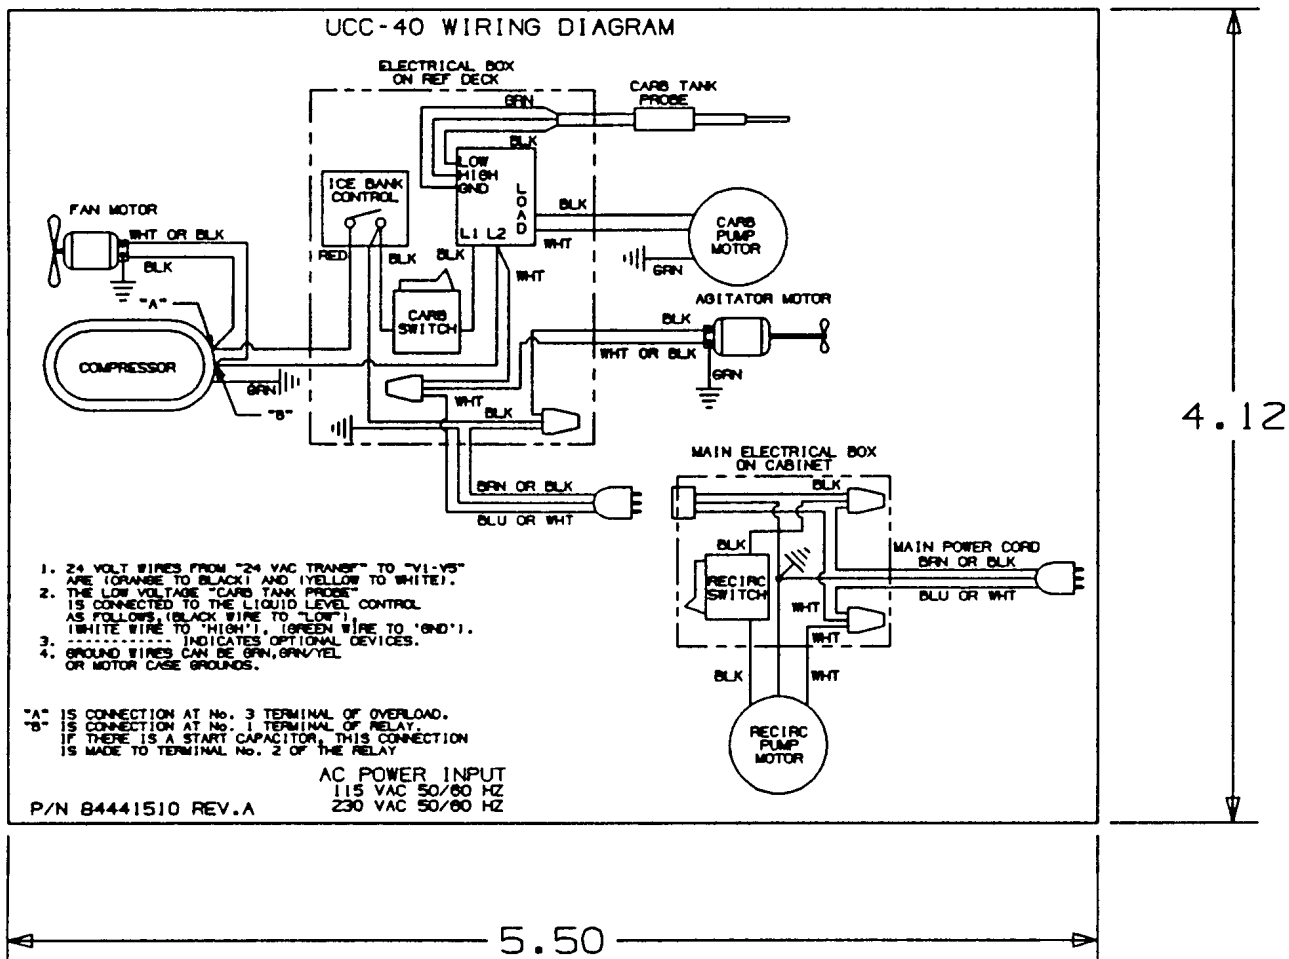 UCC-40 WIRING DIAGRAM
ELECTRICAL BOX
ON REF DECK
CARB TANK
PROBE
GRN
BLK
LOW
HIGH
GND
LOAD
L1 L2
ICE BANK
CONTROL
FAN MOTOR
WHT OR BLK
BLK
RED
BLK
BLK
WHT
BLK
WHT
CARB
PUMP
MOTOR
GRN
"A"
CARB
SWITCH
AGITATOR MOTOR
BLK
WHT OR BLK
GRN
COMPRESSOR
GRN
"B"
WHT
BLK
BRN OR BLK
BLU OR WHT
MAIN ELECTRICAL BOX
ON CABINET
BLK
BLK
RECIRC
SWITCH
MAIN POWER CORD
BRN OR BLK
BLU OR WHT
WHT
WHT
BLK
WHT
RECIRC
PUMP
MOTOR
1. 24 VOLT WIRES FROM "24 VAC TRANSF" TO "V1-V5"
ARE (ORANGE TO BLACK) AND (YELLOW TO WHITE).
2. THE LOW VOLTAGE "CARB TANK PROBE"
IS CONNECTED TO THE LIQUID LEVEL CONTROL
AS FOLLOWS,(BLACK WIRE TO "LOW"),
(WHITE WIRE TO 'HIGH'), (GREEN WIRE TO 'GND').
3. ------------ INDICATES OPTIONAL DEVICES.
4. GROUND WIRES CAN BE GRN,GRN/YEL
OR MOTOR CASE GROUNDS.
"A" IS CONNECTION AT No. 3 TERMINAL OF OVERLOAD.
"B" IS CONNECTION AT No. 1 TERMINAL OF RELAY.
IF THERE IS A START CAPACITOR, THIS CONNECTION
IS MADE TO TERMINAL No. 2 OF THE RELAY
AC POWER INPUT
115 VAC 50/60 HZ
230 VAC 50/60 HZ
P/N 84441510 REV.A
4.12
5.50